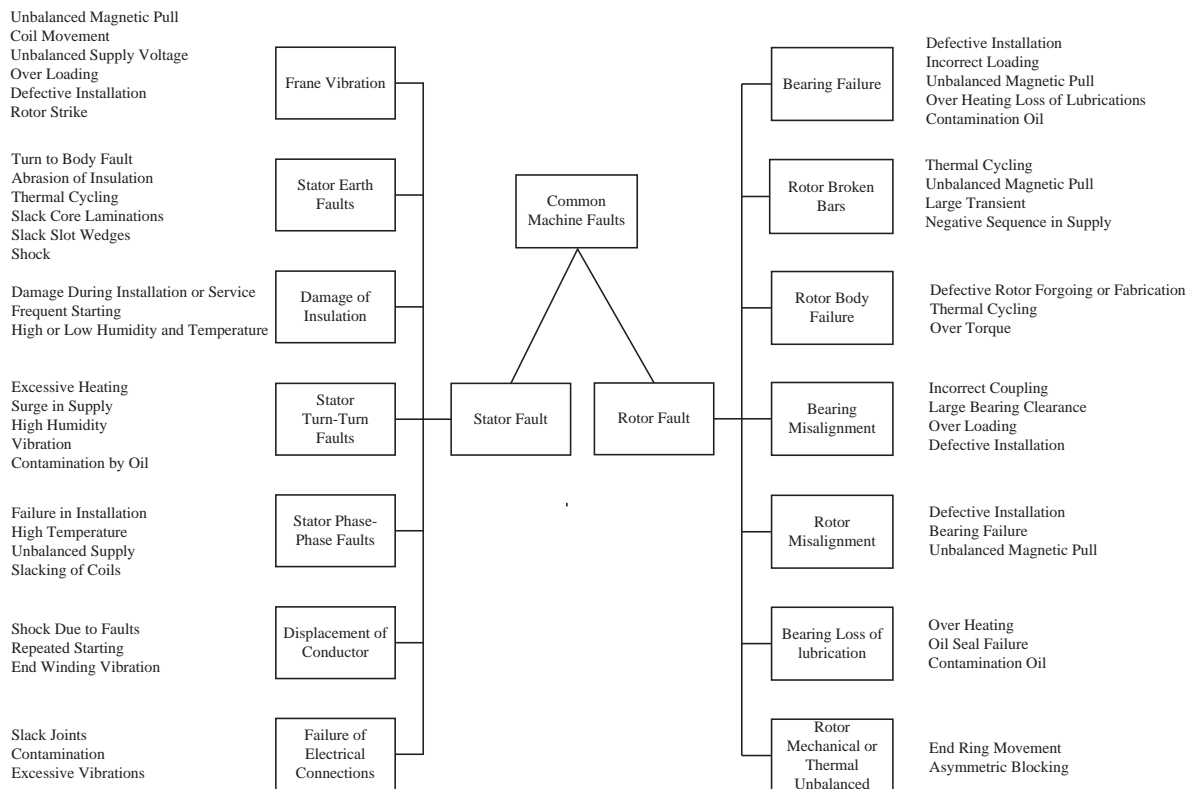 Common
Machine Faults
Stator Fault
Rotor Fault
Unbalanced Magnetic Pull
Coil Movement
Unbalanced Supply Voltage
Over Loading
Defective Installation
Rotor Strike
Frane Vibration
Turn to Body Fault
Abrasion of Insulation
Thermal Cycling
Slack Core Laminations
Slack Slot Wedges
Shock
Stator Earth
Faults
Damage During Installation or Service
Frequent Starting
High or Low Humidity and Temperature
Damage of
Insulation
Excessive Heating
Surge in Supply
High Humidity
Vibration
Contamination by Oil
Stator
Turn-Turn
Faults
Failure in Installation
High Temperature
Unbalanced Supply
Slacking of Coils
Stator Phase-
Phase Faults
Shock Due to Faults
Repeated Starting
End Winding Vibration
Displacement of
Conductor
Slack Joints
Contamination
Excessive Vibrations
Failure of
Electrical
Connections
Bearing Failure
Defective Installation
Incorrect Loading
Unbalanced Magnetic Pull
Over Heating Loss of Lubrications
Contamination Oil
Rotor Broken
Bars
Thermal Cycling
Unbalanced Magnetic Pull
Large Transient
Negative Sequence in Supply
Rotor Body
Failure
Defective Rotor Forgoing or Fabrication
Thermal Cycling
Over Torque
Bearing
Misalignment
Incorrect Coupling
Large Bearing Clearance
Over Loading
Defective Installation
Rotor
Misalignment
Defective Installation
Bearing Failure
Unbalanced Magnetic Pull
Bearing Loss of
lubrication
Over Heating
Oil Seal Failure
Contamination Oil
Rotor
Mechanical or
Thermal
Unbalanced
End Ring Movement
Asymmetric Blocking